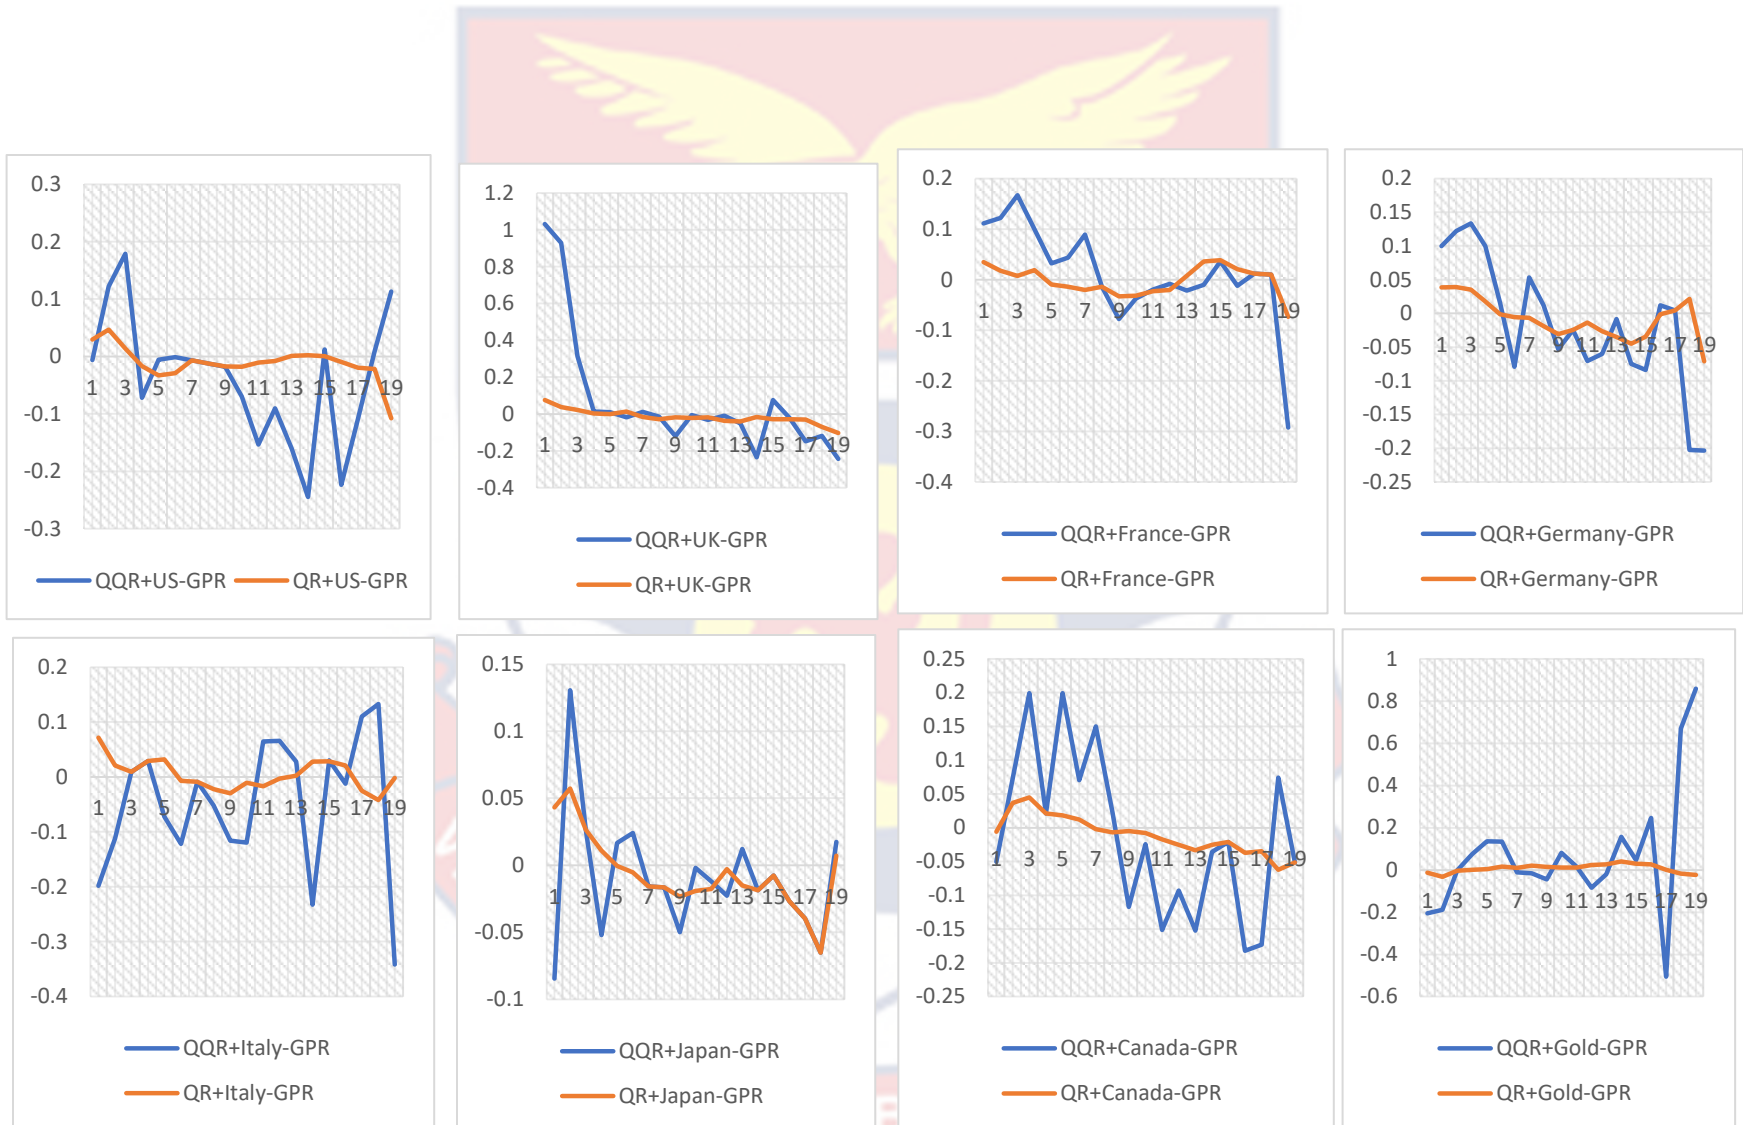 0.3
0.2
0.1
0
-0.1
-0.2
-0.3
1 3 5 7 9 11 13 15 17 19
QQR+US-GPR QR+US-GPR
1.2
1
0.8
0.6
0.4
0.2
0
-0.2
-0.4
1 3 5 7 9 11 13 15 17 19
QQR+UK-GPR
QR+UK-GPR
0.2
0.1
0
-0.1
-0.2
-0.3
-0.4
1 3 5 7 9 11 13 15 17 19
QQR+France-GPR
QR+France-GPR
0.2
0.15
0.1
0.05
0
-0.05
-0.1
-0.15
-0.2
-0.25
1 3 5 7 9 11 13 15 17 19
QQR+Germany-GPR
QR+Germany-GPR
0.2
0.1
0
-0.1
-0.2
-0.3
-0.4
1 3 5 7 9 11 13 15 17 19
QQR+Italy-GPR
QR+Italy-GPR
0.15
0.1
0.05
0
-0.05
-0.1
1 3 5 7 9 11 13 15 17 19
QQR+Japan-GPR
QR+Japan-GPR
0.25
0.2
0.15
0.1
0.05
0
-0.05
-0.1
-0.15
-0.2
-0.25
1 3 5 7 9 11 13 15 17 19
QQR+Canada-GPR
QR+Canada-GPR
1
0.8
0.6
0.4
0.2
0
-0.2
-0.4
-0.6
1 3 5 7 9 11 13 15 17 19
QQR+Gold-GPR
QR+Gold-GPR